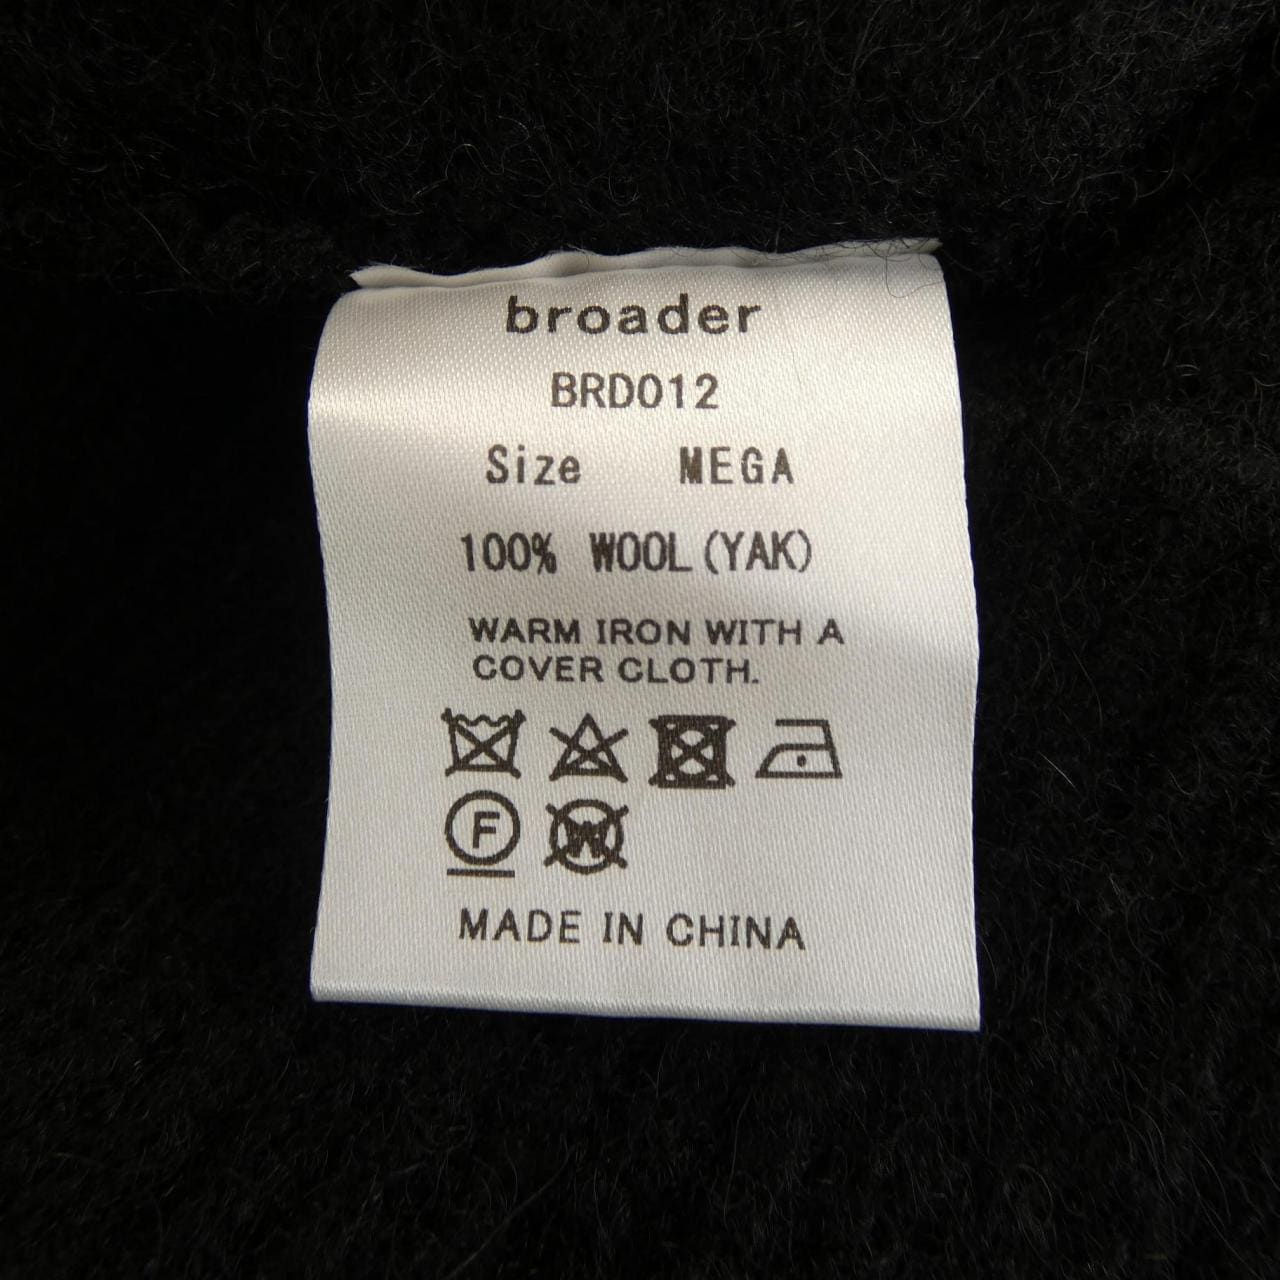 broader
BRD012
Size MEGA
100% WOOL(YAK)
WARM IRON WITH A
COVER CLOTH.
F
W
MADE IN CHINA